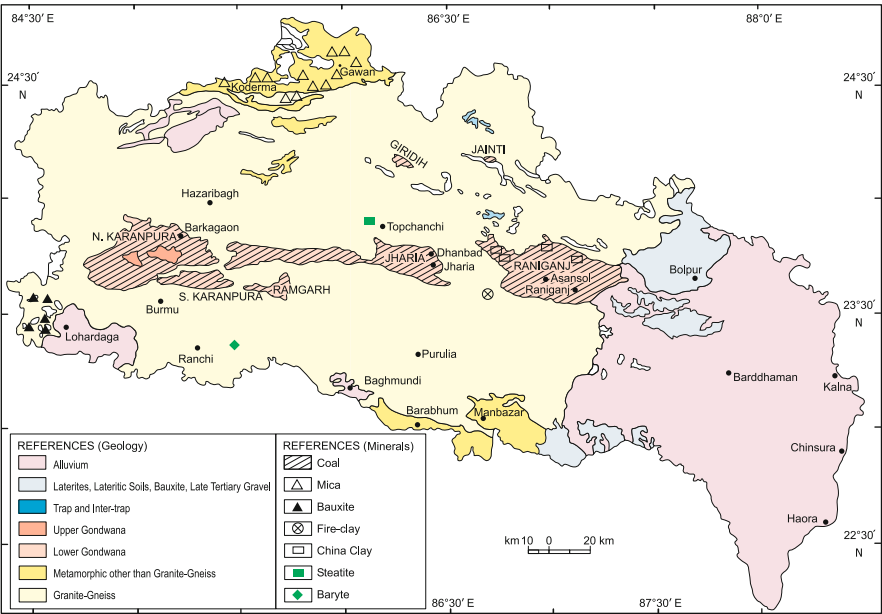 84°30′ E
86°30′ E
88°0′ E
24°30′
N
24°30′
N
Gawan
Koderma
GIRIDIH
JAINTI
Hazaribagh
Topchanchi
N. KARANPURA
Barkagaon
JHARIA
Dhanbad
Jharia
RANIGANJ
Asansol
Raniganj
Bolpur
S. KARANPURA
RAMGARH
Burmu
23°30′
N
Lohardaga
Ranchi
Purulia
Baghmundi
Barddhaman
Kalna
Barabhum
Manbazar
Chinsura
Haora
22°30′
N
REFERENCES (Geology)
Alluvium
Laterites, Lateritic Soils, Bauxite, Late Tertiary Gravel
Trap and Inter-trap
Upper Gondwana
Lower Gondwana
Metamorphic other than Granite-Gneiss
Granite-Gneiss
REFERENCES (Minerals)
Coal
Mica
Bauxite
Fire-clay
China Clay
Steatite
Baryte
km 10 0 20 km
86°30′ E
87°30′ E